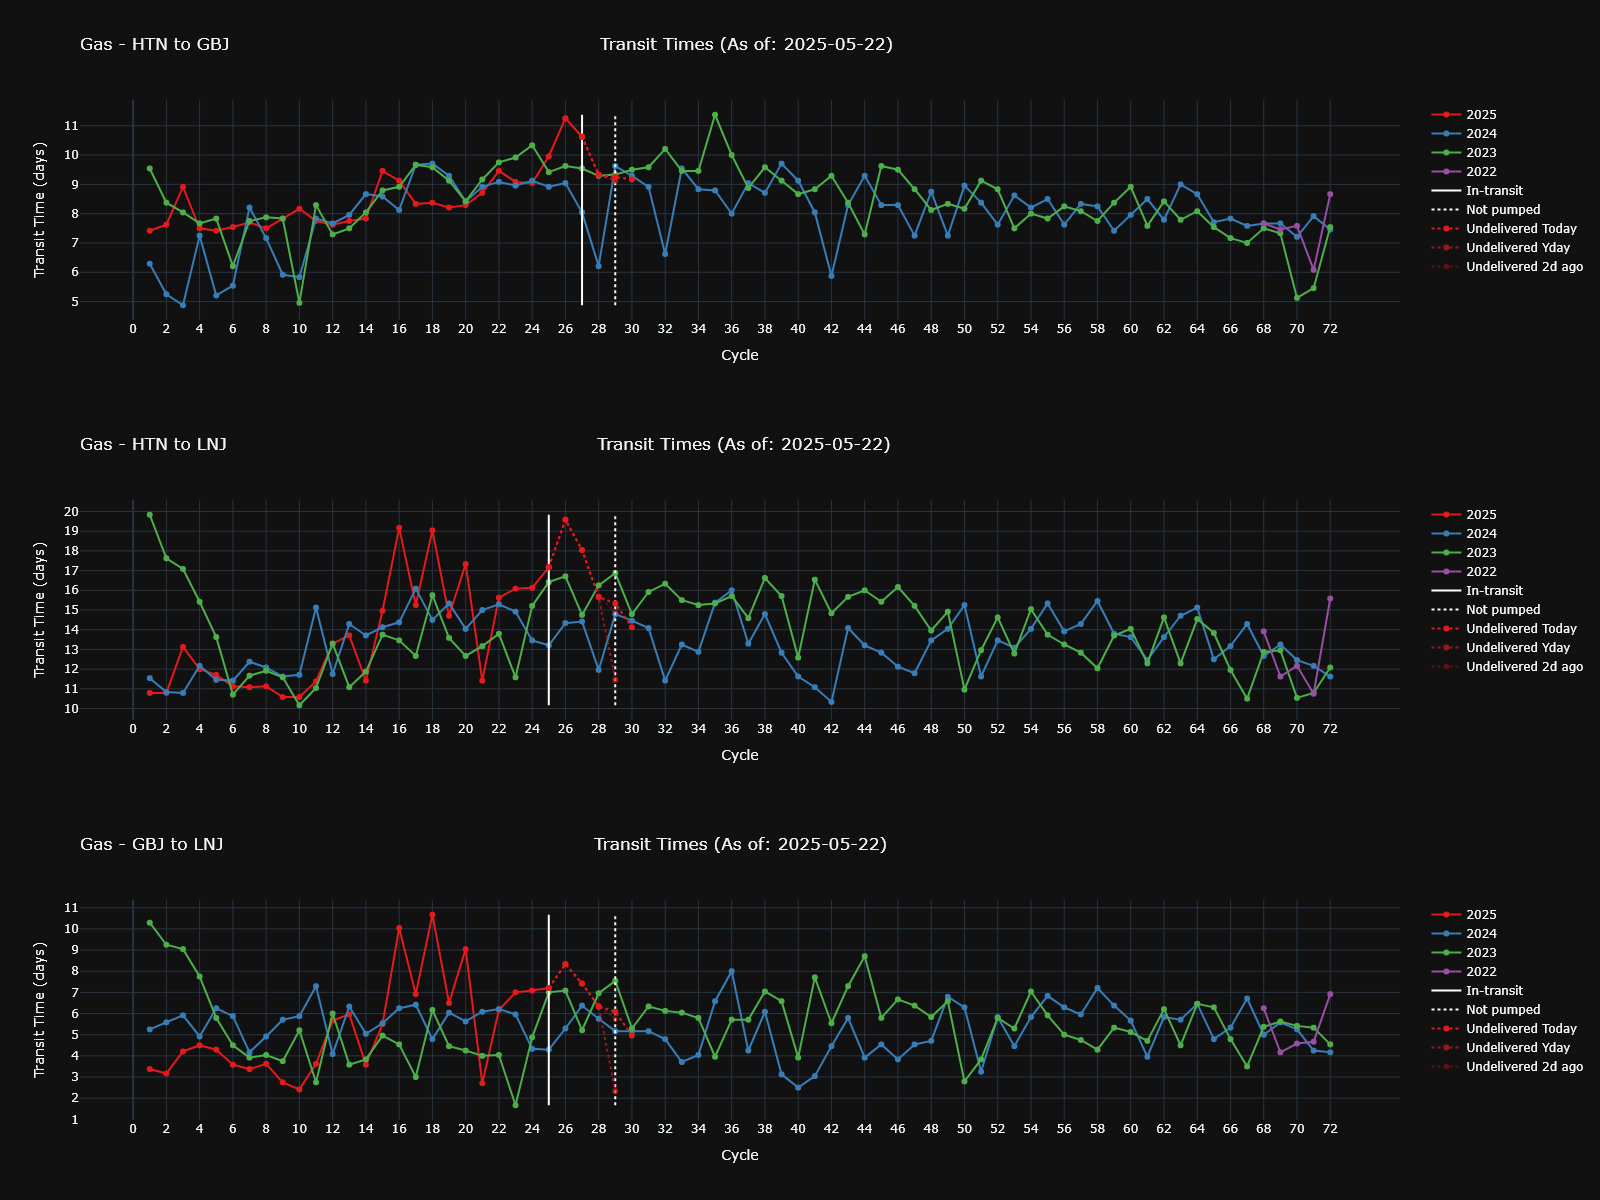 Gas - HTN to GBJ
Transit Times (As of: 2025-05-22)
Transit Time (days)
11
10
9
8
7
6
5
0 2 4 6 8 10 12 14 16 18 20 22 24 26 28 30 32 34 36 38 40 42 44 46 48 50 52 54 56 58 60 62 64 66 68 70 72
Cycle
2025
2024
2023
2022
In-transit
Not pumped
Undelivered Today
Undelivered Yday
Undelivered 2d ago
Gas - HTN to LNJ
Transit Times (As of: 2025-05-22)
Transit Time (days)
20
19
18
17
16
15
14
13
12
11
10
0 2 4 6 8 10 12 14 16 18 20 22 24 26 28 30 32 34 36 38 40 42 44 46 48 50 52 54 56 58 60 62 64 66 68 70 72
Cycle
2025
2024
2023
2022
In-transit
Not pumped
Undelivered Today
Undelivered Yday
Undelivered 2d ago
Gas - GBJ to LNJ
Transit Times (As of: 2025-05-22)
Transit Time (days)
11
10
9
8
7
6
5
4
3
2
1
0 2 4 6 8 10 12 14 16 18 20 22 24 26 28 30 32 34 36 38 40 42 44 46 48 50 52 54 56 58 60 62 64 66 68 70 72
Cycle
2025
2024
2023
2022
In-transit
Not pumped
Undelivered Today
Undelivered Yday
Undelivered 2d ago